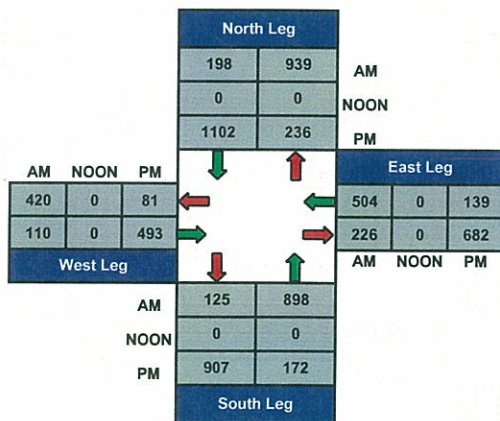 North Leg
198 939 AM
0 0 NOON
1102 236 PM
AM NOON PM
East Leg
420 0 81
504 0 139
110 0 493
226 0 682
West Leg
AM NOON PM
AM 125 898
NOON 0 0
PM 907 172
South Leg